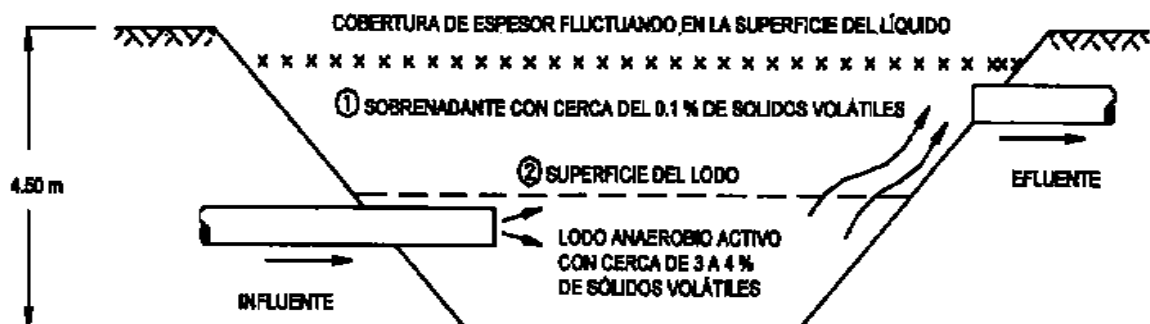 COBERTURA DE ESPESOR FLUCTUANDO EN LA SUPERFICIE DEL LÍQUIDO
① SOBRENADANTE CON CERCA DEL 0.1 % DE SOLIDOS VOLÁTILES
② SUPERFICIE DEL LODO
4.50 m
EFLUENTE
LODO ANAEROBIO ACTIVO
CON CERCA DE 3 A 4 %
DE SÓLIDOS VOLÁTILES
INFLUENTE